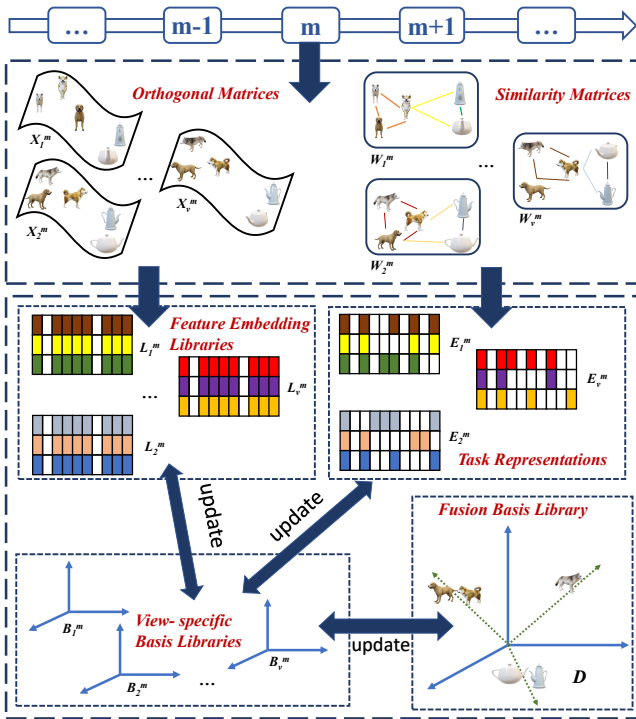 ... m-1 m m+1 ...
Orthogonal Matrices
Similarity Matrices
X₁ᵐ
...
X₂ᵐ
Xᵥᵐ
W₁ᵐ
...
W₂ᵐ
Wᵥᵐ
Feature Embedding
Libraries
L₁ᵐ
...
Lᵥᵐ
L₂ᵐ
E₁ᵐ
Eᵥᵐ
E₂ᵐ
Task Representations
update
update
Fusion Basis Library
View- specific
Basis Libraries
B₁ᵐ
B₂ᵐ
...
Bᵥᵐ
update
D